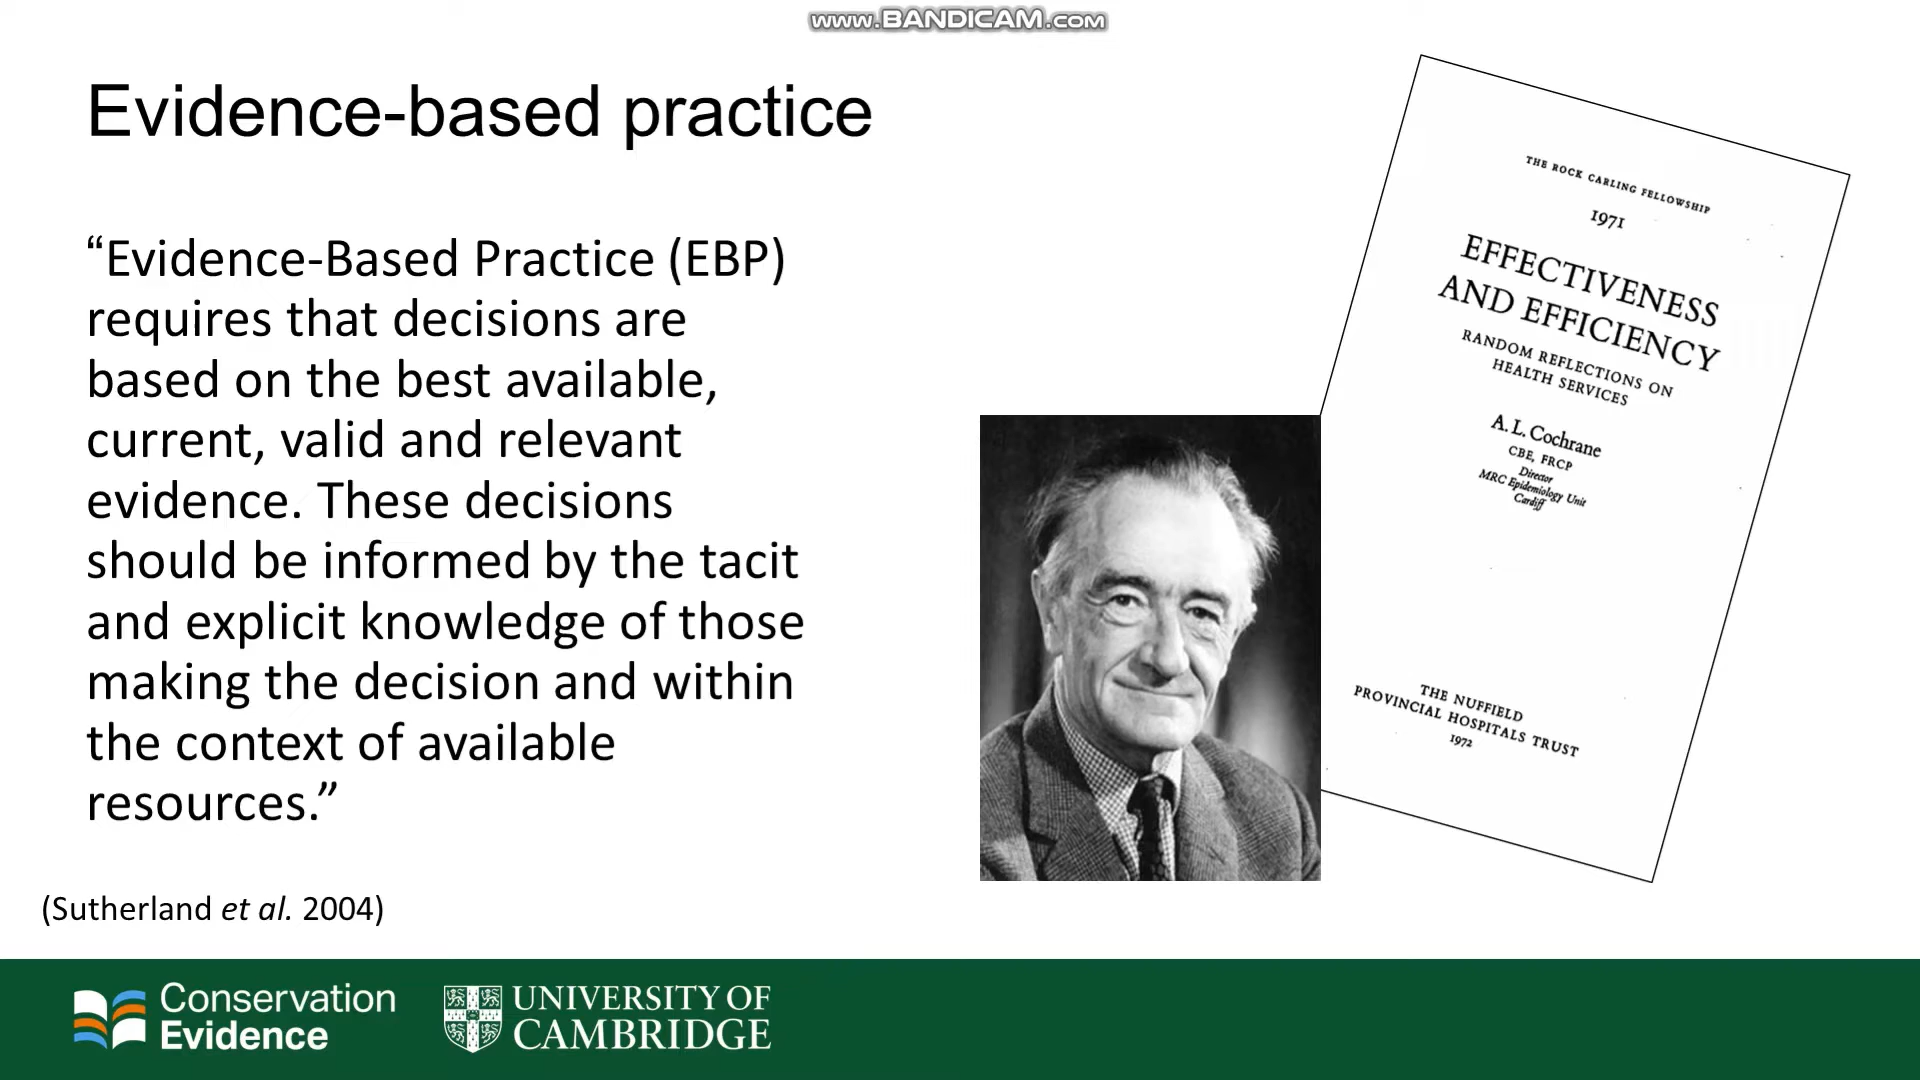 www.BANDICAM.com
Evidence-based practice
“Evidence-Based Practice (EBP)
requires that decisions are
based on the best available,
current, valid and relevant
evidence. These decisions
should be informed by the tacit
and explicit knowledge of those
making the decision and within
the context of available
resources.”
(Sutherland et al. 2004)
THE ROCK CARLING FELLOWSHIP
1971
EFFECTIVENESS
AND EFFICIENCY
RANDOM REFLECTIONS ON
HEALTH SERVICES
A. L. Cochrane
CBE, FRCP
Director
MRC Epidemiology Unit
Cardiff
THE NUFFIELD
PROVINCIAL HOSPITALS TRUST
1972
Conservation
Evidence
UNIVERSITY OF
CAMBRIDGE